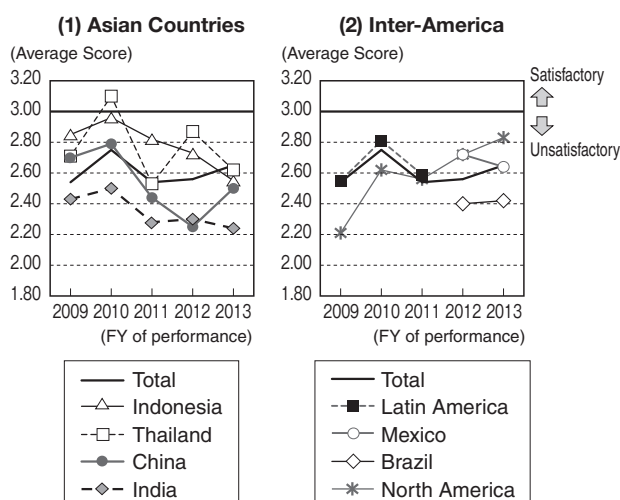 (1) Asian Countries
(Average Score)
3.20
3.00
2.80
2.60
2.40
2.20
2.00
1.80
2009 2010 2011 2012 2013
(FY of performance)
Total
Indonesia
Thailand
China
India
(2) Inter-America
(Average Score)
3.20
3.00
2.80
2.60
2.40
2.20
2.00
1.80
2009 2010 2011 2012 2013
(FY of performance)
Satisfactory
Unsatisfactory
Total
Latin America
Mexico
Brazil
North America